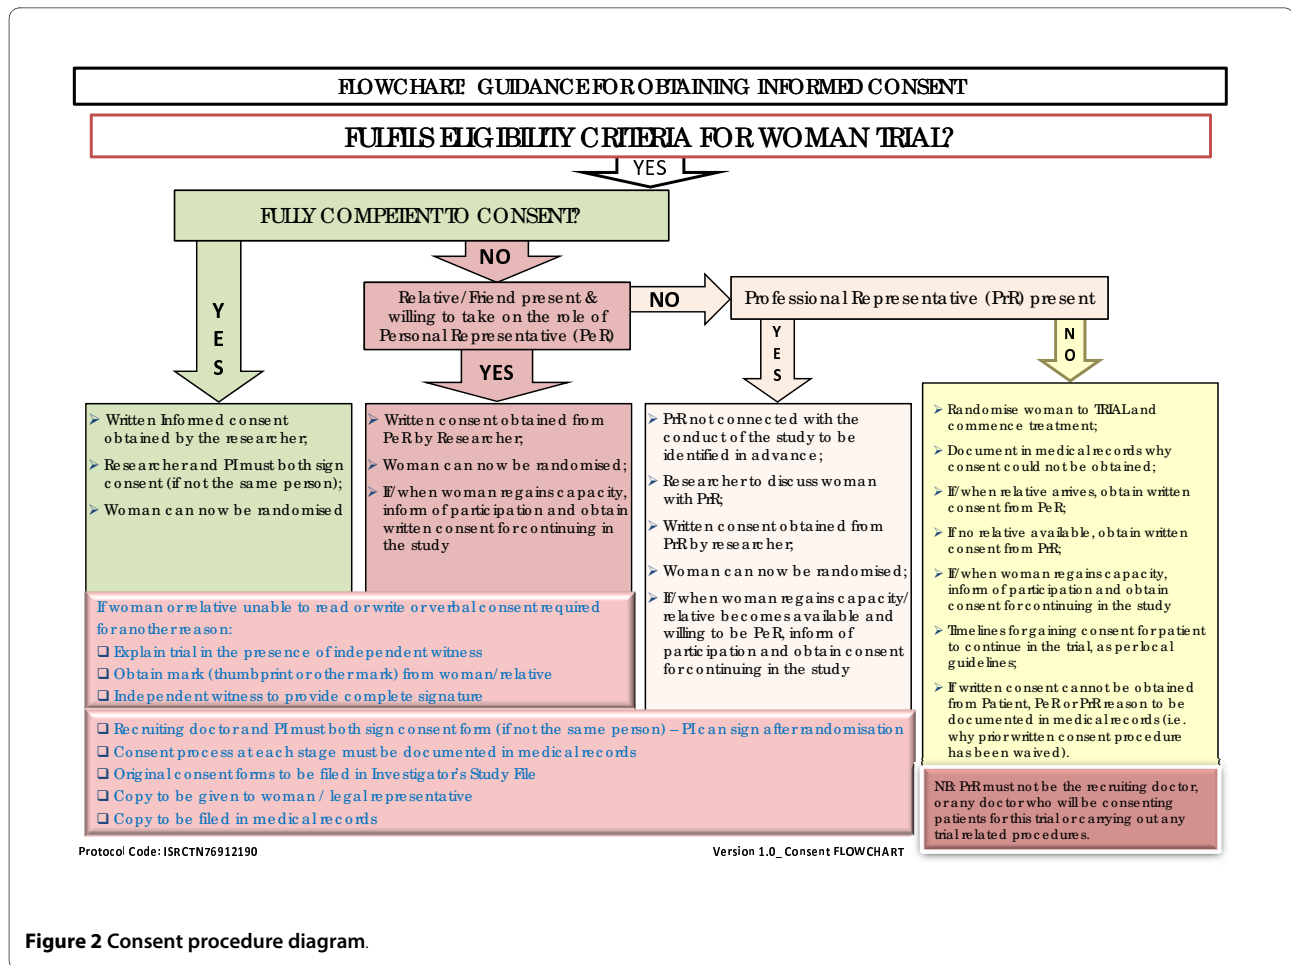 FLOWCHART: GUIDANCE FOR OBTAINING INFORMED CONSENT
FULFILS ELIGIBILITY CRITERIA FOR WOMAN TRIAL?
YES
FULLY COMPETENT TO CONSENT?
NO
YES
Relative/Friend present &
willing to take on the role of
Personal Representative (PeR)
NO
Professional Representative (PrR) present
YES
YES
NO
➢ Written Informed consent
obtained by the researcher;
➢ Researcher and PI must both sign
consent (if not the same person);
➢ Woman can now be randomised
➢ Written consent obtained from
PeR by Researcher;
➢ Woman can now be randomised;
➢ If/when woman regains capacity,
inform of participation and obtain
written consent for continuing in
the study
➢ PrR not connected with the
conduct of the study to be
identified in advance;
➢ Researcher to discuss woman
with PrR;
➢ Written consent obtained from
PrR by researcher;
➢ Woman can now be randomised;
➢ If/when woman regains capacity/
relative becomes available and
willing to be PeR, inform of
participation and obtain consent
for continuing in the study
➢ Randomise woman to TRIAL and
commence treatment;
➢ Document in medical records why
consent could not be obtained;
➢ If/when relative arrives, obtain written
consent from PeR;
➢ If no relative available, obtain written
consent from PrR;
➢ If/when woman regains capacity,
inform of participation and obtain
consent for continuing in the study
➢ Timelines for gaining consent for patient
to continue in the trial, as per local
guidelines;
➢ If written consent cannot be obtained
from Patient, PeR or PrR reason to be
documented in medical records (i.e.
why prior written consent procedure
has been waived).
If woman or relative unable to read or write or verbal consent required
for another reason:
❑ Explain trial in the presence of independent witness
❑ Obtain mark (thumbprint or other mark) from woman/relative
❑ Independent witness to provide complete signature
❑ Recruiting doctor and PI must both sign consent form (if not the same person) – PI can sign after randomisation
❑ Consent process at each stage must be documented in medical records
❑ Original consent forms to be filed in Investigator's Study File
❑ Copy to be given to woman / legal representative
❑ Copy to be filed in medical records
NB: PrR must not be the recruiting doctor,
or any doctor who will be consenting
patients for this trial or carrying out any
trial related procedures.
Protocol Code: ISRCTN76912190
Version 1.0_Consent FLOWCHART
Figure 2 Consent procedure diagram.